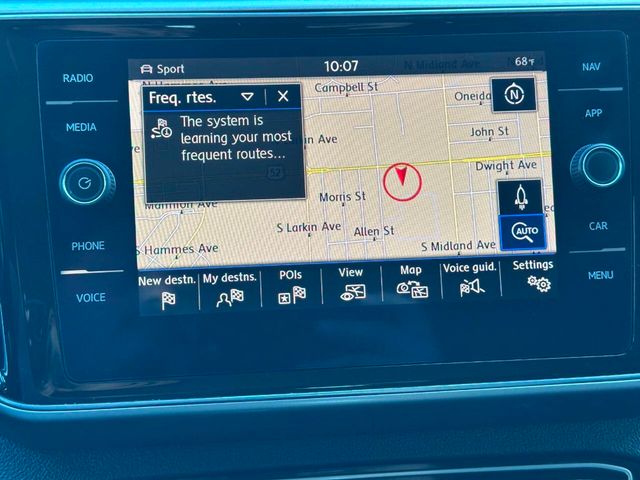 RADIO
MEDIA
PHONE
VOICE
Sport
10:07
68°F
N Midland Ave
Campbell St
Freq. rtes.
The system is
learning your most
frequent routes...
N
Oneida
John St
in Ave
52
Dwight Ave
Marmion Ave
Morris St
S Larkin Ave
Allen St
AUTO
S Hammes Ave
S Midland Ave
New destn.
My destns.
POIs
View
Map
Voice guid.
Settings
NAV
APP
CAR
MENU